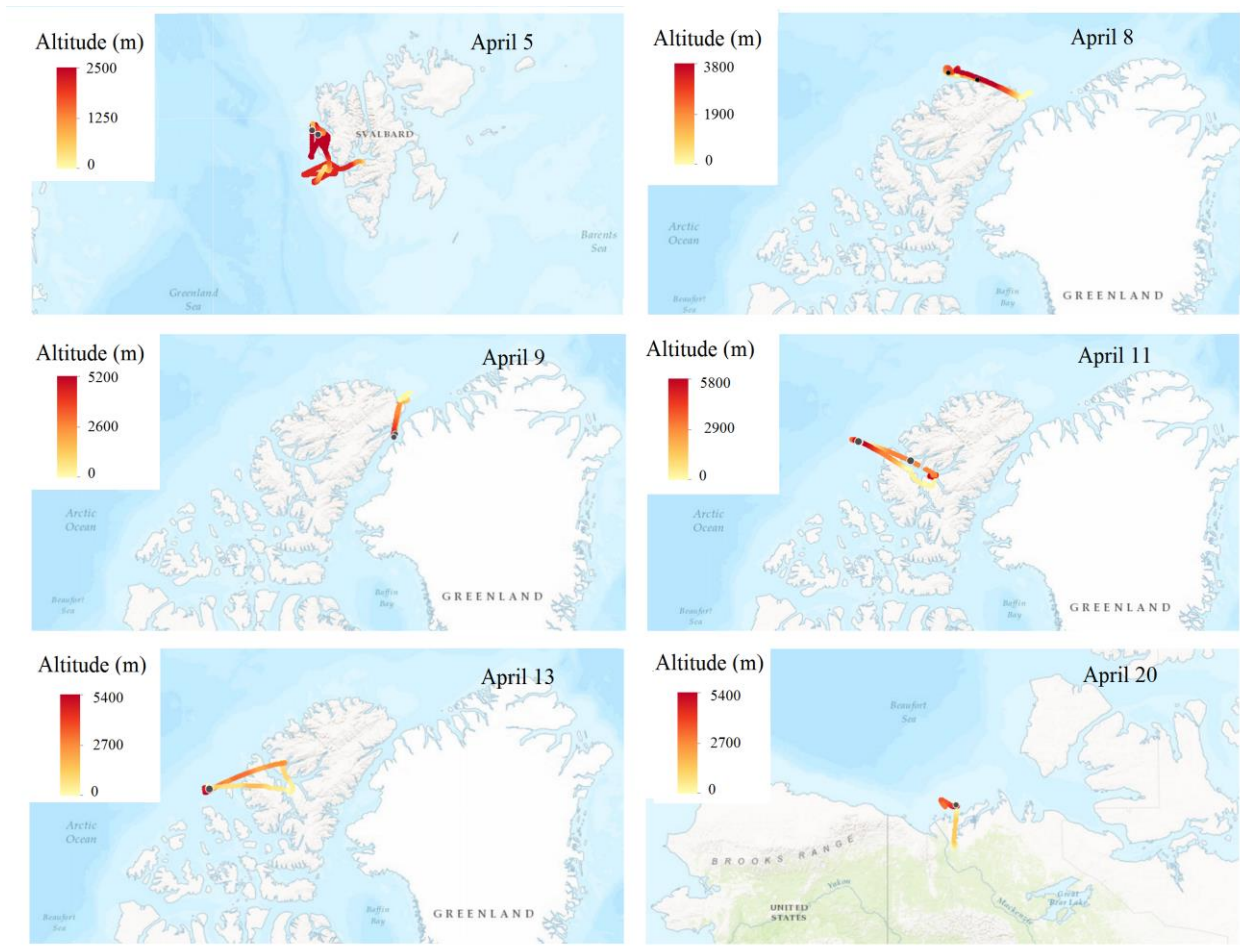 Altitude (m)
April 5
2500
1250
0
SVALBARD
Barents
Sea
Greenland
Sea
Altitude (m)
April 8
3800
1900
0
Arctic
Ocean
Beaufort
Sea
Baffin
Bay
GREENLAND
Altitude (m)
April 9
5200
2600
0
Arctic
Ocean
Beaufort
Sea
Baffin
Bay
GREENLAND
Altitude (m)
April 11
5800
2900
0
Arctic
Ocean
Beaufort
Sea
Baffin
Bay
GREENLAND
Altitude (m)
April 13
5400
2700
0
Arctic
Ocean
Beaufort
Sea
Baffin
Bay
GREENLAND
Altitude (m)
April 20
5400
2700
0
Beaufort
Sea
BROOKS RANGE
Yukon
UNITED
STATES
Mackenzie
Great
Bear Lake